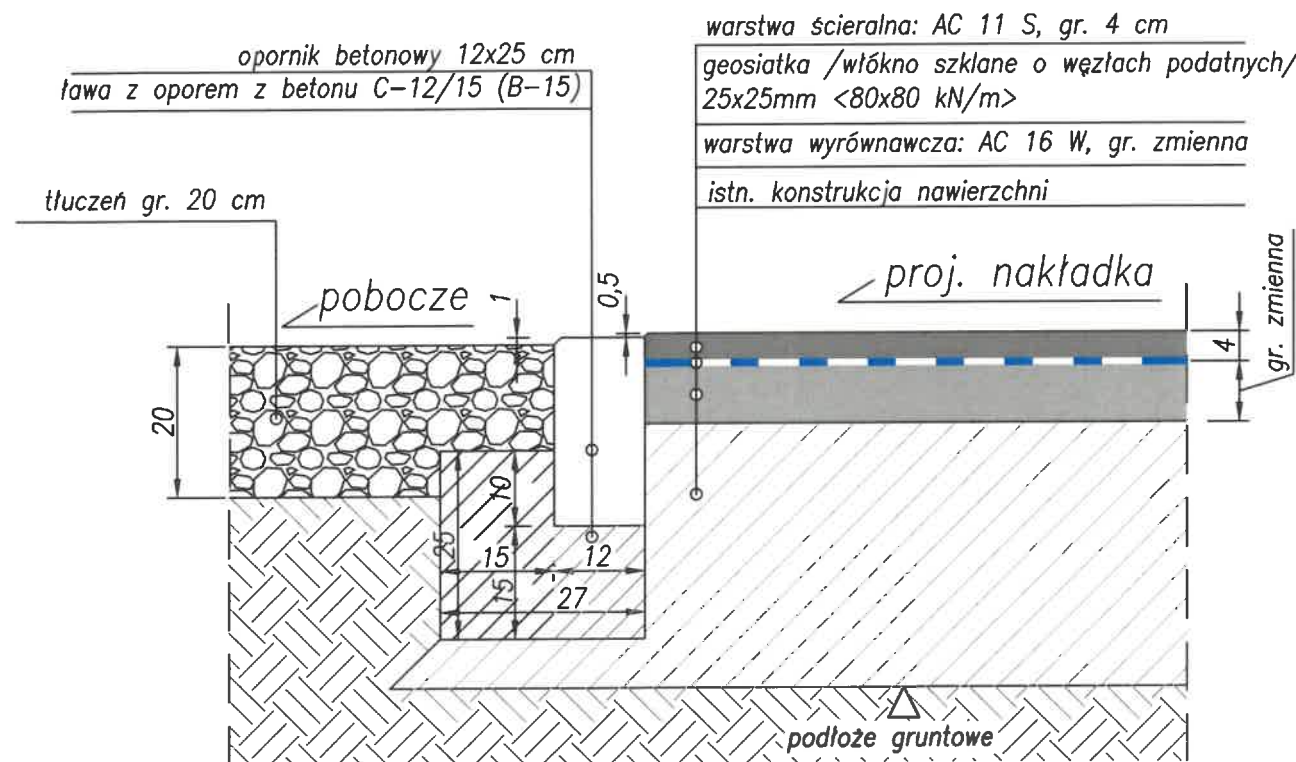 opornik betonowy 12x25 cm
ława z oporem z betonu C-12/15 (B-15)
tłuczeń gr. 20 cm
warstwa ścieralna: AC 11 S, gr. 4 cm
geosiatka /włókno szklane o węzłach podatnych/
25x25mm <80x80 kN/m>
warstwa wyrównawcza: AC 16 W, gr. zmienna
istn. konstrukcja nawierzchni
pobocze
1
0,5
proj. nakładka
4
gr. zmienna
20
10
25
15
12
15
27
podłoże gruntowe